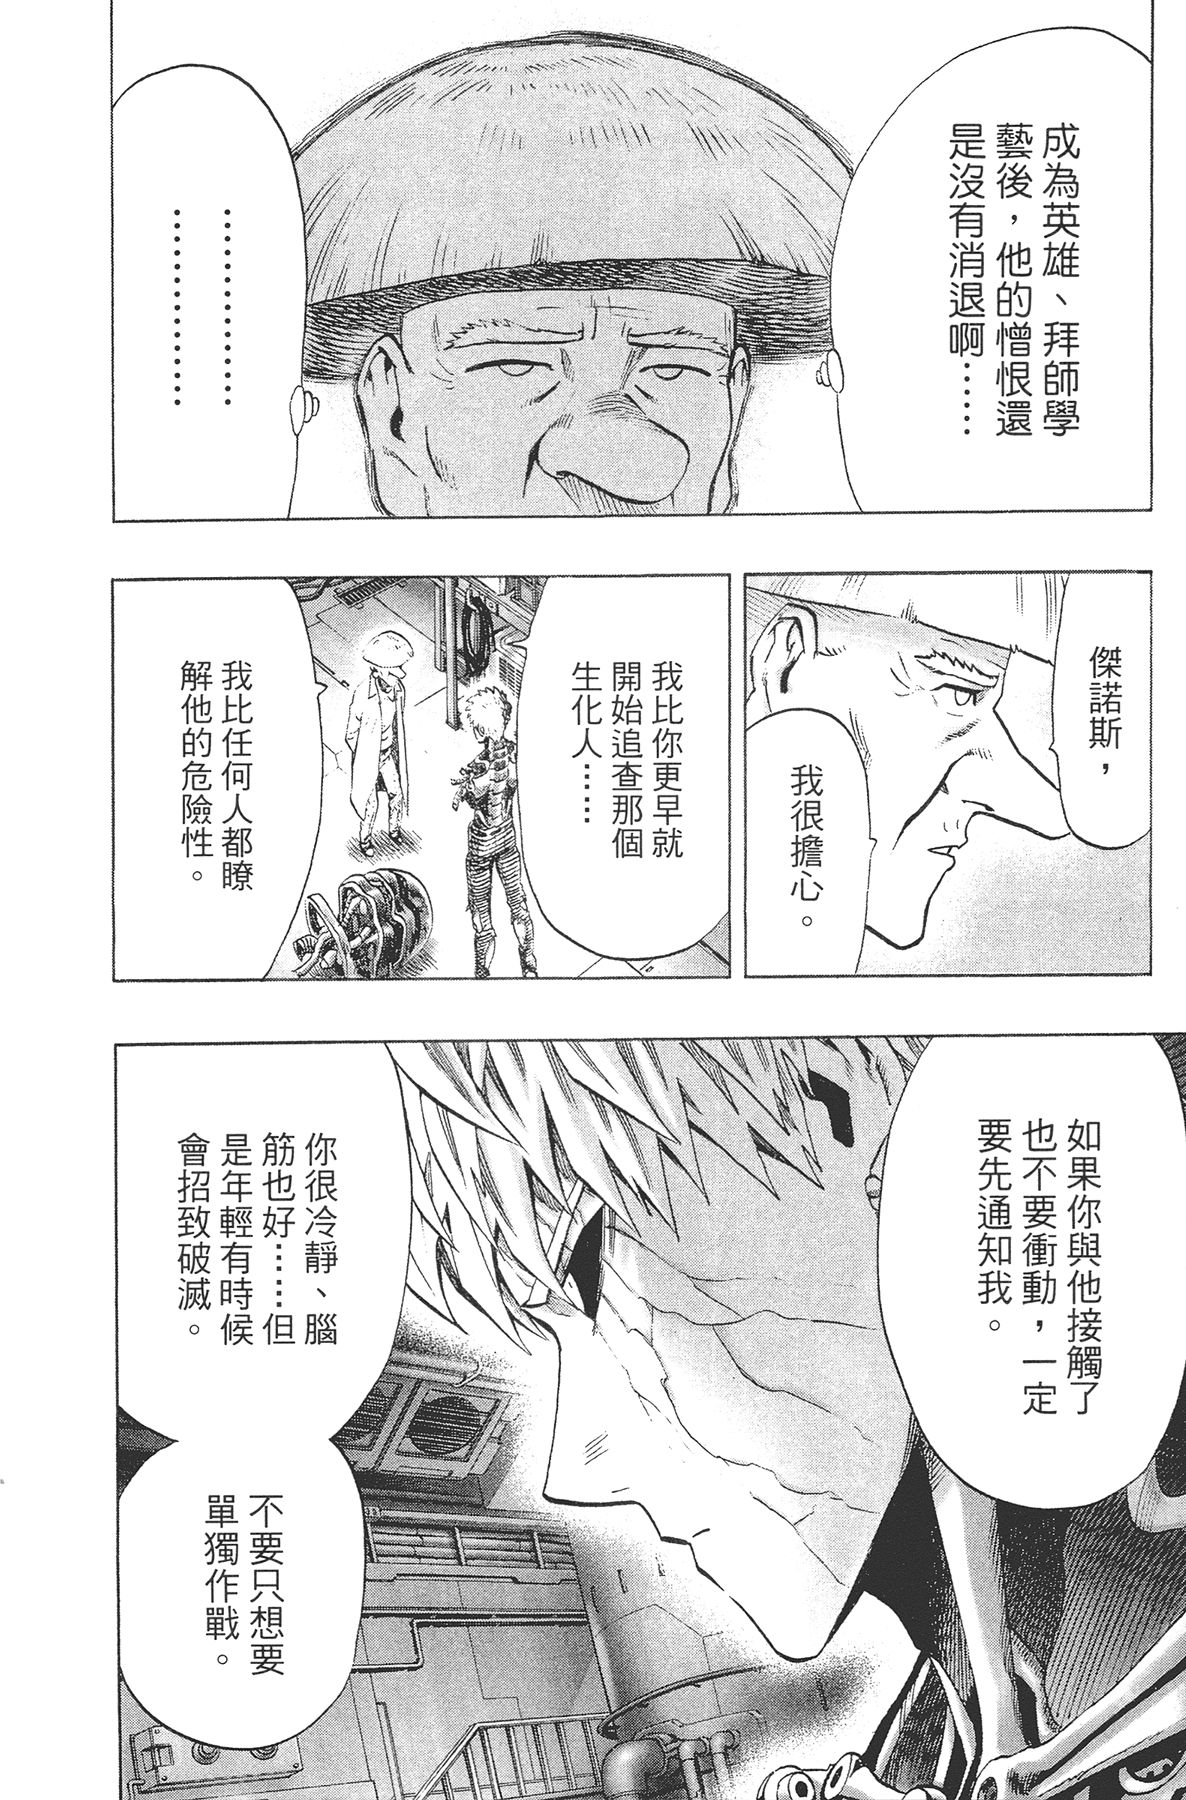 成為英雄、拜師學
藝後，他的憎恨還
是沒有消退啊……
…………
…………
傑諾斯，
我很擔心。
我比你更早就
開始追查那個
生化人……
我比任何人都瞭
解他的危險性。
如果你與他接觸了
也不要衝動，一定
要先通知我。
你很冷靜、腦
筋也好……但
是年輕有時候
會招致破滅。
不要只想要
單獨作戰。